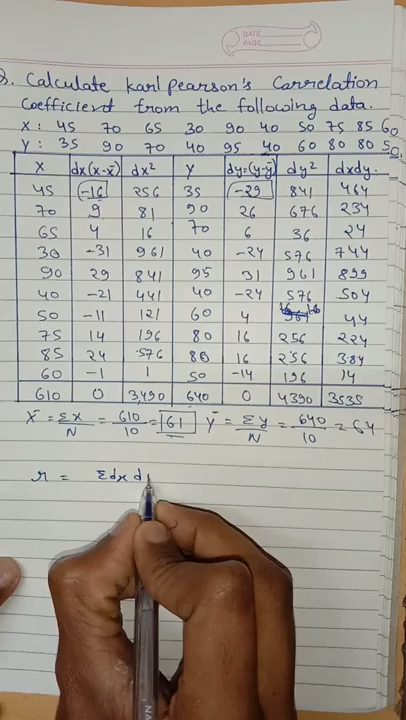 DATE
PAGE
2. Calculate karl pearson's Carrelation
Coefficient from the following data.
X : 45 70 65 30 90 40 50 75 85 60
Y : 35 90 70 40 95 40 60 80 80 50
X dx(x-x̄) dx² Y dy=(y-ȳ) dy² dxdy
45 -16 256 35 -29 841 464
70 9 81 90 26 676 234
65 4 16 70 6 36 24
30 -31 961 40 -24 576 744
90 29 841 95 31 961 899
40 -21 441 40 -24 576 504
50 -11 121 60 4 16 44
75 14 196 80 16 256 224
85 24 576 80 16 256 384
60 -1 1 50 -14 196 14
610 0 3,490 640 0 4390 3535
X̄ = Σx/N = 610/10 = 61 Ȳ = Σy/N = 640/10 = 64
r = Σdx d